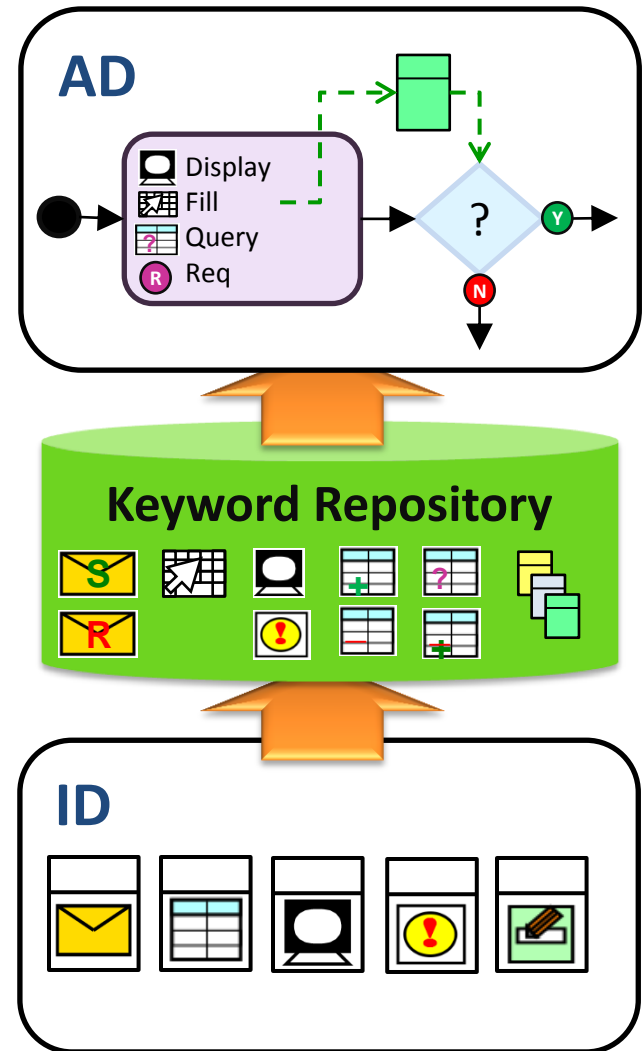 AD
Display
Fill
? Query
R Req
?
Y
N
Keyword Repository
S
+
?
R
!
−
+
ID
!